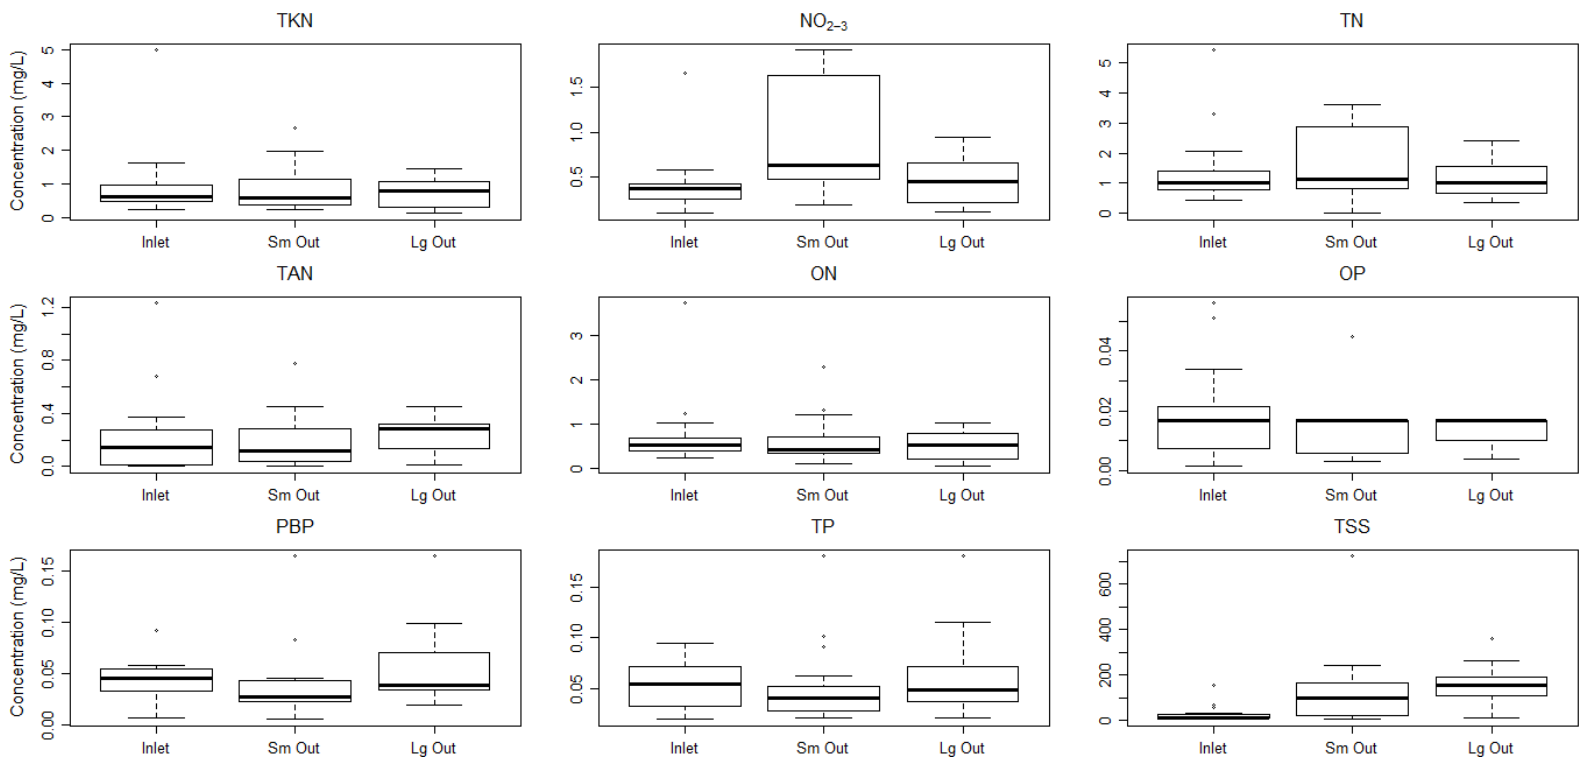 TKN
NO2−3
TN
Concentration (mg/L)
0 1 2 3 4 5
Inlet Sm Out Lg Out
0.5 1.0 1.5
Inlet Sm Out Lg Out
0 1 2 3 4 5
Inlet Sm Out Lg Out
TAN
ON
OP
Concentration (mg/L)
0.0 0.4 0.8 1.2
Inlet Sm Out Lg Out
0 1 2 3
Inlet Sm Out Lg Out
0.00 0.02 0.04
Inlet Sm Out Lg Out
PBP
TP
TSS
Concentration (mg/L)
0.00 0.05 0.10 0.15
Inlet Sm Out Lg Out
0.05 0.10 0.15
Inlet Sm Out Lg Out
0 200 400 600
Inlet Sm Out Lg Out